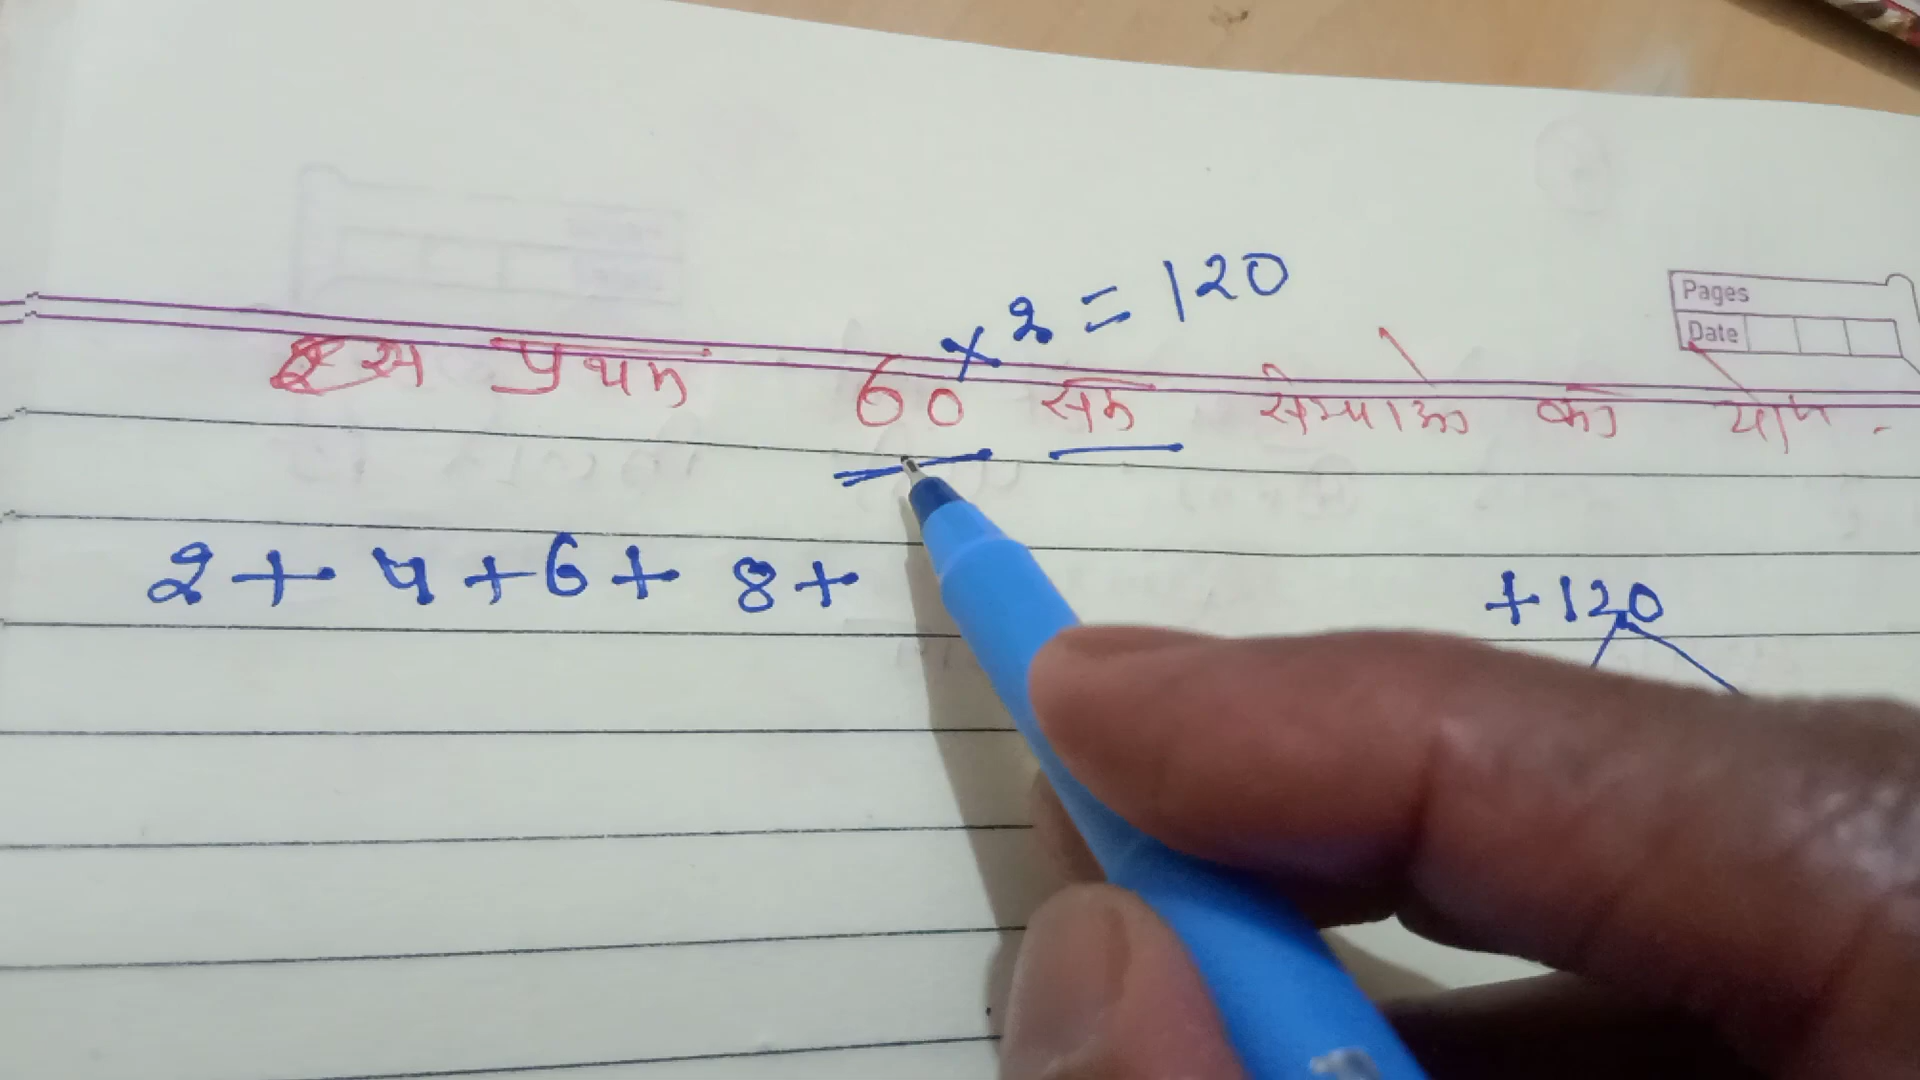 × 2 = 120
Pages
Date
प्रथम 60 सम संख्याओं का योग -
2 + 4 + 6 + 8 + + 120